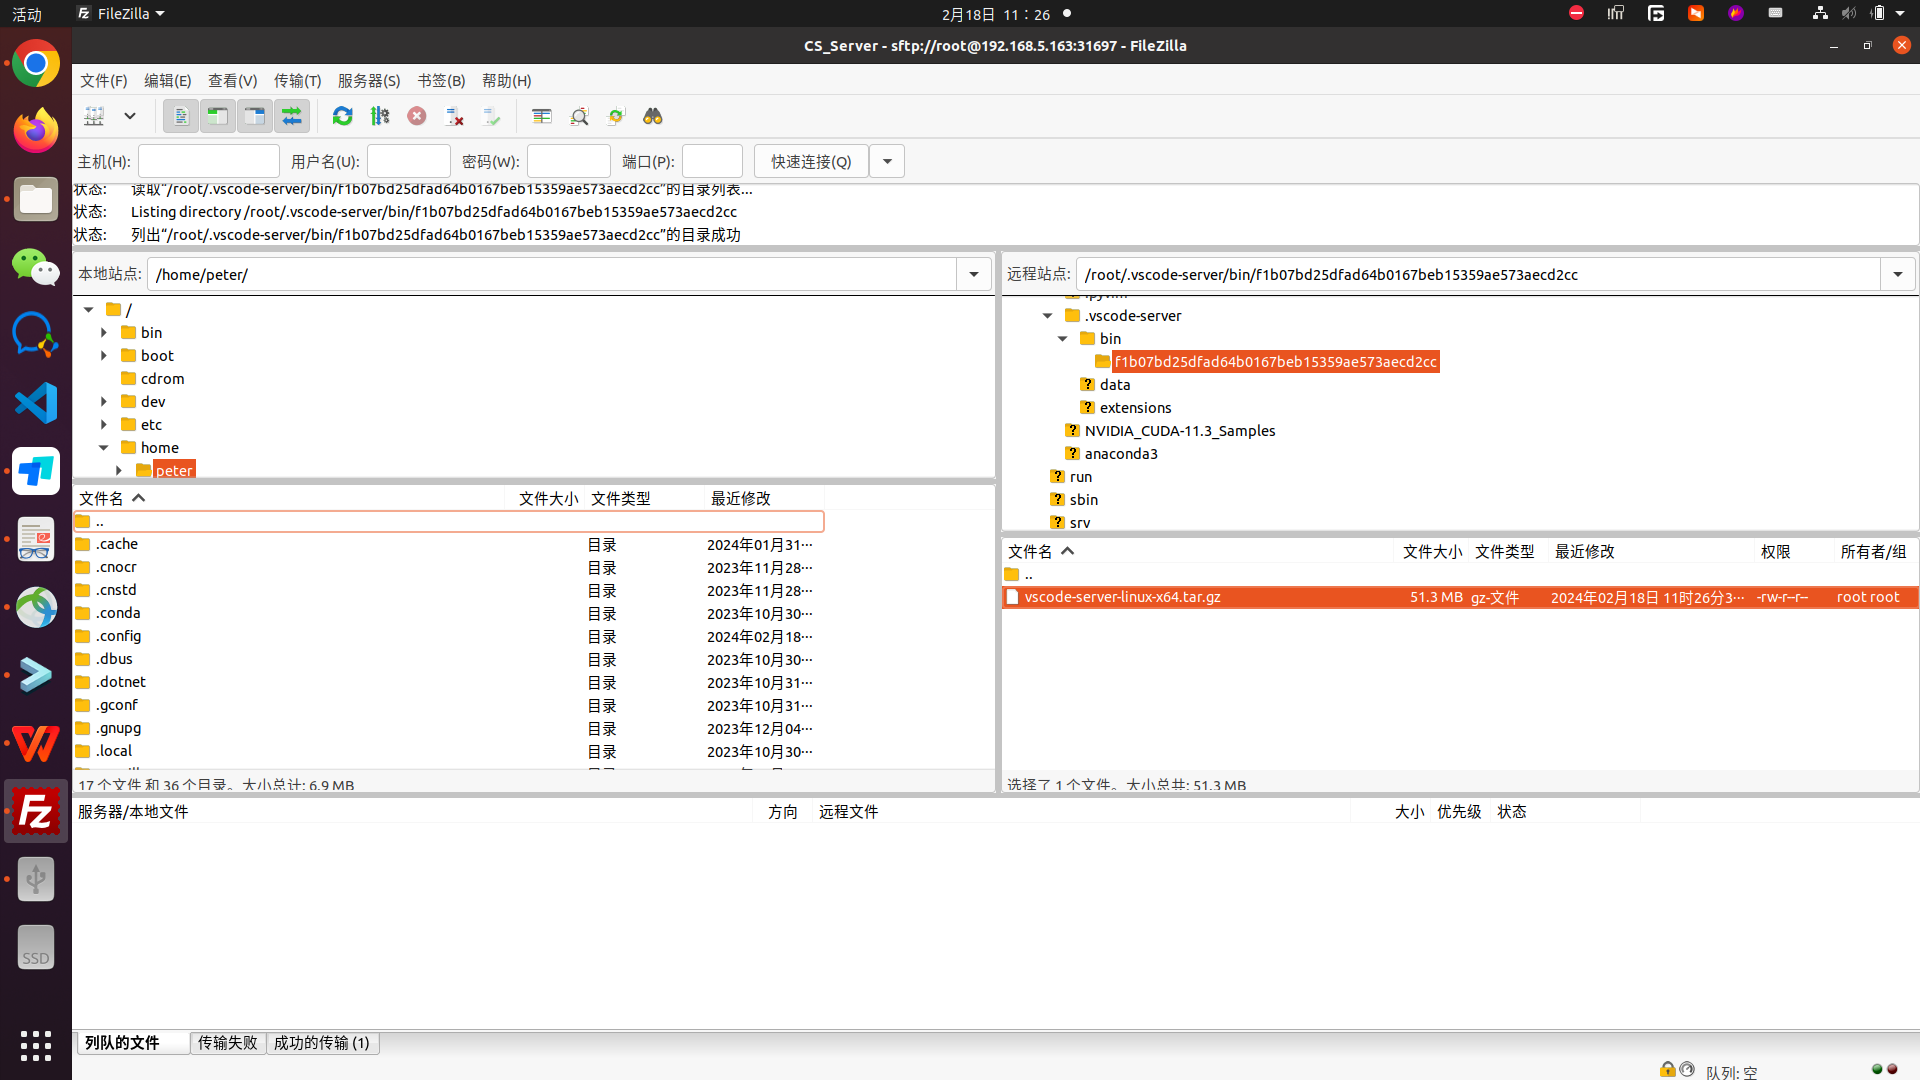 活动 FileZilla 2月18日 11：26
CS_Server - sftp://root@192.168.5.163:31697 - FileZilla
文件(F) 编辑(E) 查看(V) 传输(T) 服务器(S) 书签(B) 帮助(H)
主机(H): 用户名(U): 密码(W): 端口(P): 快速连接(Q)
状态: 读取“/root/.vscode-server/bin/f1b07bd25dfad64b0167beb15359ae573aecd2cc”的目录列表...
状态: Listing directory /root/.vscode-server/bin/f1b07bd25dfad64b0167beb15359ae573aecd2cc
状态: 列出“/root/.vscode-server/bin/f1b07bd25dfad64b0167beb15359ae573aecd2cc”的目录成功
本地站点: /home/peter/
/
bin
boot
cdrom
dev
etc
home
peter
文件名 文件大小 文件类型 最近修改
..
.cache 目录 2024年01月31···
.cnocr 目录 2023年11月28···
.cnstd 目录 2023年11月28···
.conda 目录 2023年10月30···
.config 目录 2024年02月18···
.dbus 目录 2023年10月30···
.dotnet 目录 2023年10月31···
.gconf 目录 2023年10月31···
.gnupg 目录 2023年12月04···
.local 目录 2023年10月30···
17 个文件 和 36 个目录。大小总计: 6.9 MB
远程站点: /root/.vscode-server/bin/f1b07bd25dfad64b0167beb15359ae573aecd2cc
.vscode-server
bin
f1b07bd25dfad64b0167beb15359ae573aecd2cc
data
extensions
NVIDIA_CUDA-11.3_Samples
anaconda3
run
sbin
srv
文件名 文件大小 文件类型 最近修改 权限 所有者/组
..
vscode-server-linux-x64.tar.gz 51.3 MB gz-文件 2024年02月18日 11时26分3··· -rw-r--r-- root root
选择了 1 个文件。大小总共: 51.3 MB
服务器/本地文件 方向 远程文件 大小 优先级 状态
SSD
列队的文件 传输失败 成功的传输 (1)
队列: 空